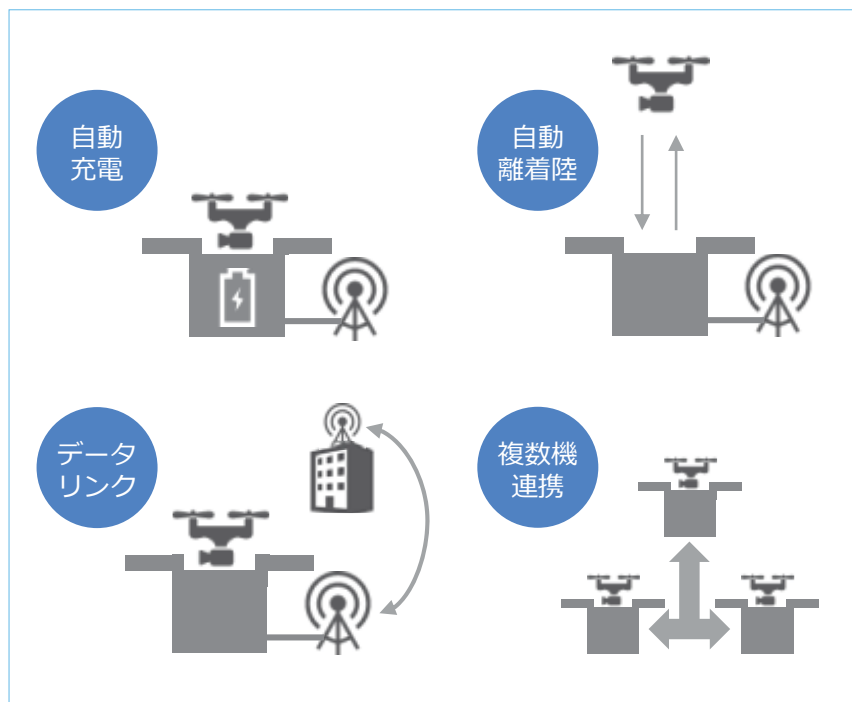 自動
充電
自動
離着陸
データ
リンク
複数機
連携